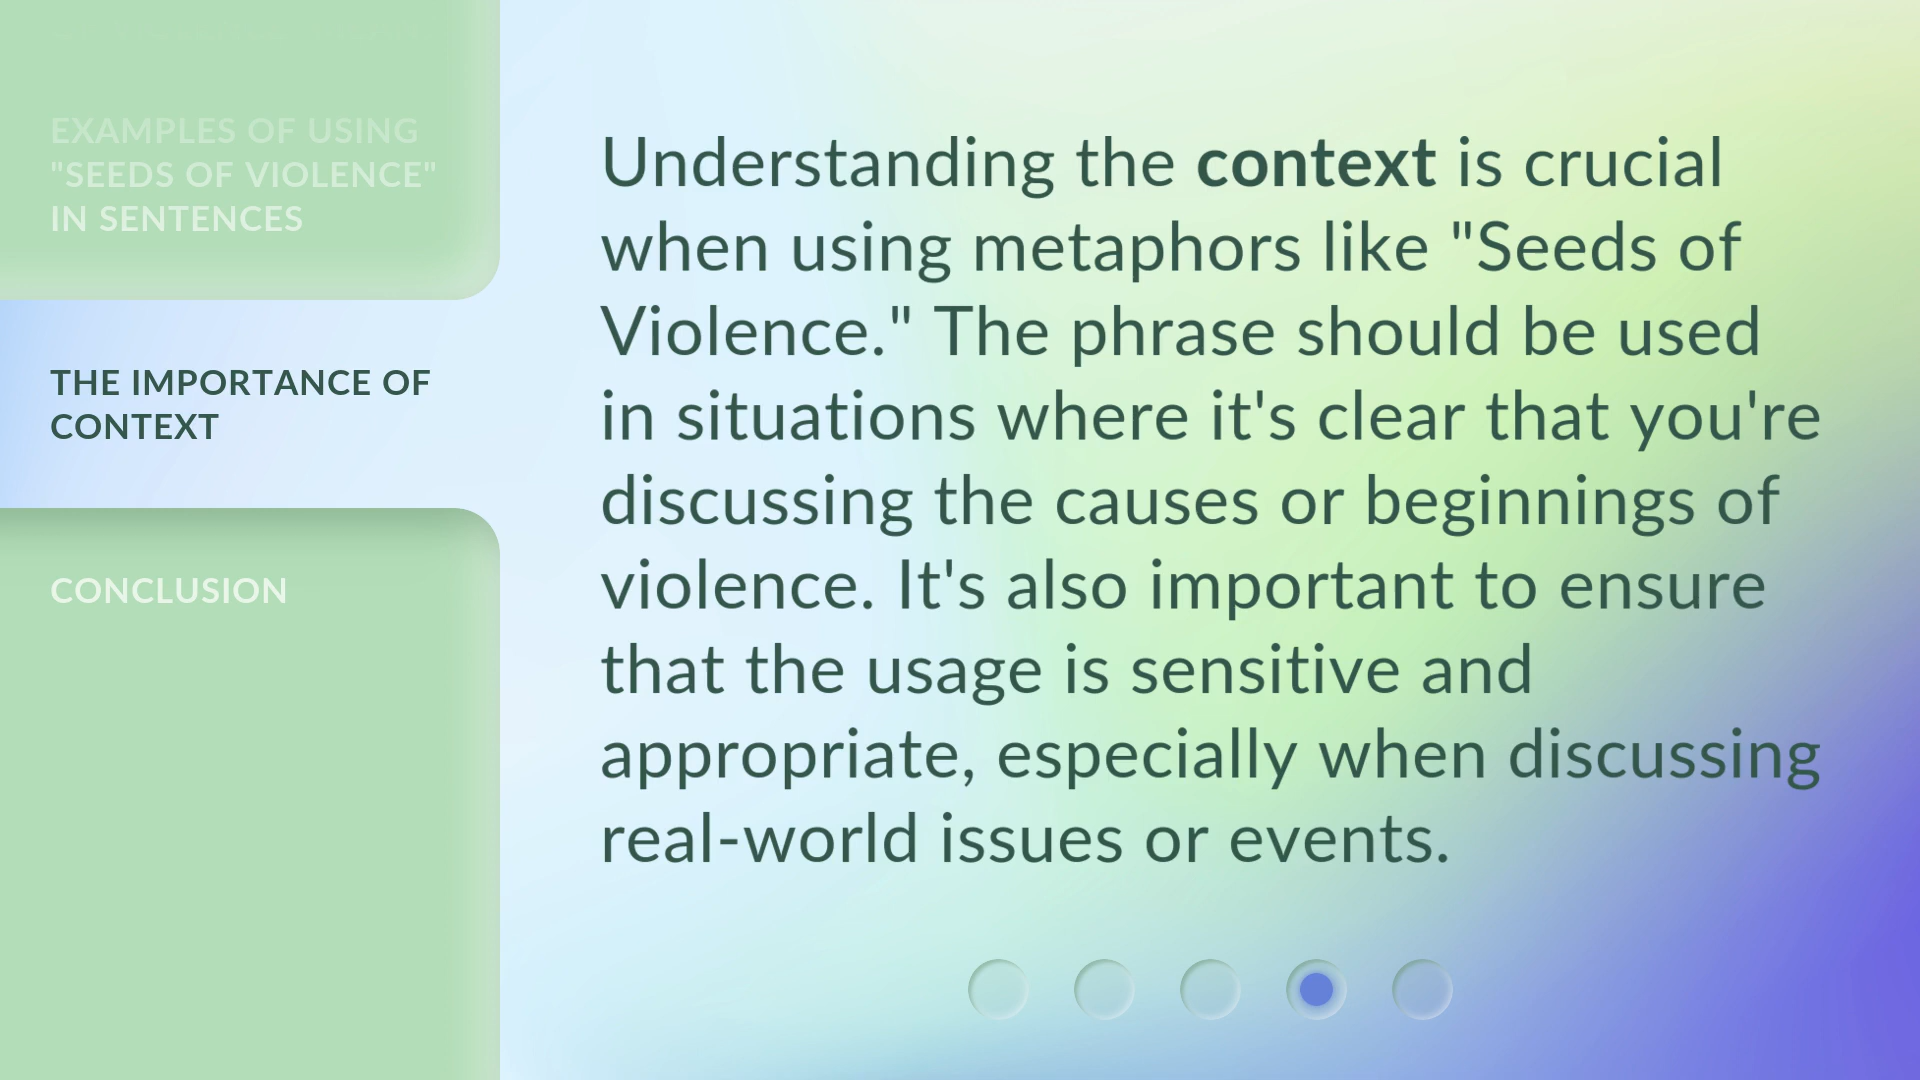 EXAMPLES OF USING
"SEEDS OF VIOLENCE"
IN SENTENCES
THE IMPORTANCE OF
CONTEXT
CONCLUSION
Understanding the context is crucial
when using metaphors like "Seeds of
Violence." The phrase should be used
in situations where it's clear that you're
discussing the causes or beginnings of
violence. It's also important to ensure
that the usage is sensitive and
appropriate, especially when discussing
real-world issues or events.